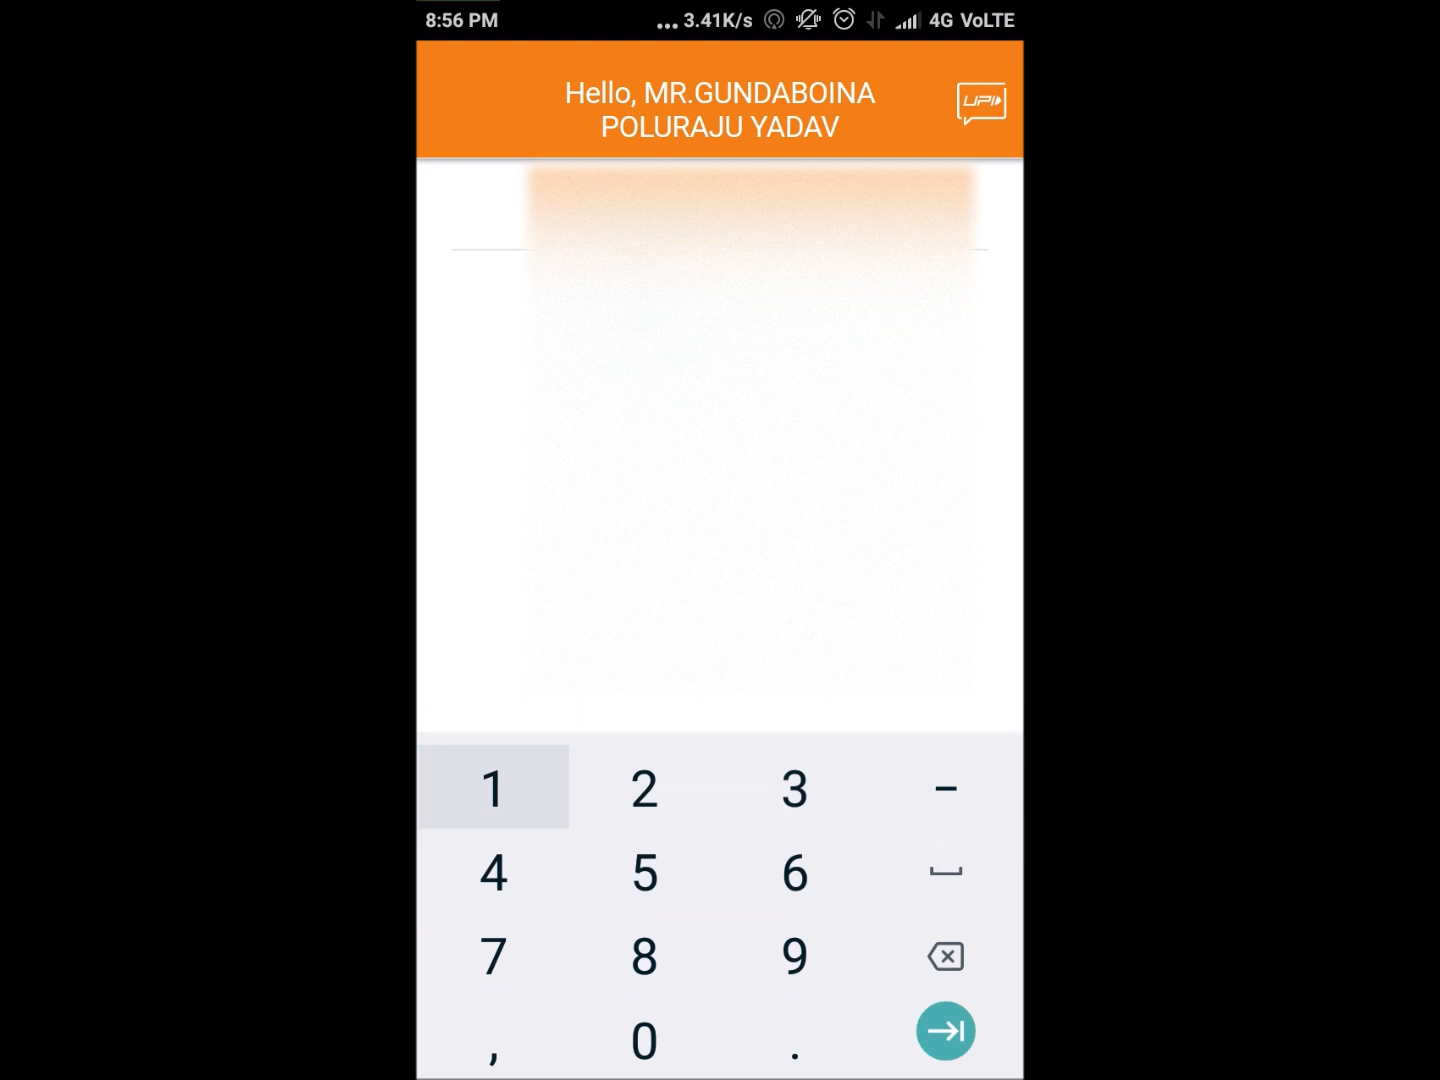 8:56 PM
... 3.41K/s 4G VoLTE
Hello, MR.GUNDABOINA
POLURAJU YADAV
UPI
1 2 3 -
4 5 6
7 8 9
, 0 .